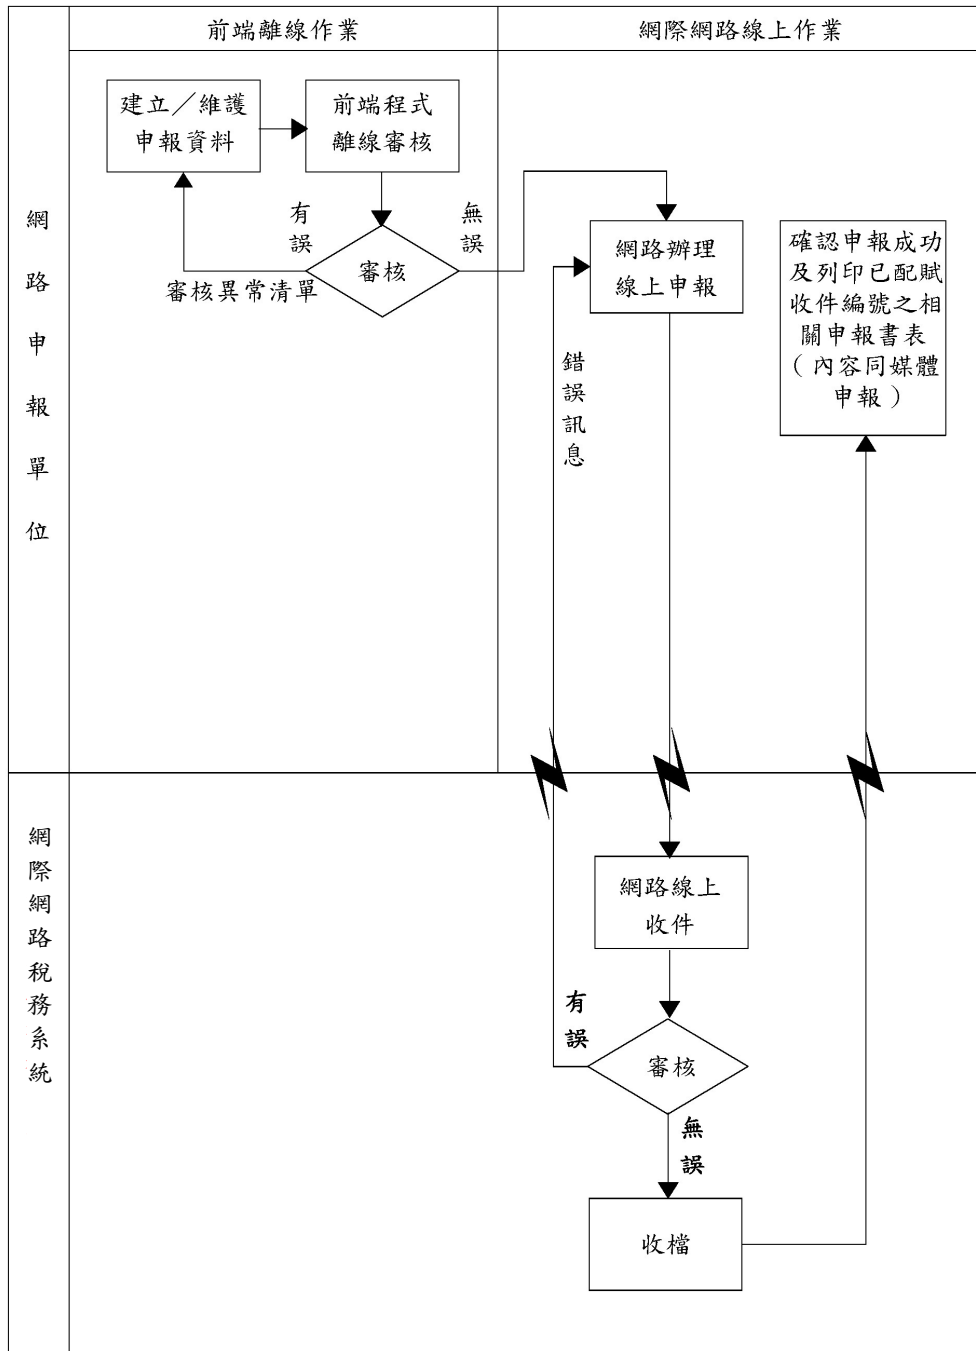 前端離線作業
網際網路線上作業
網路申報單位
建立／維護
申報資料
前端程式
離線審核
有誤
無誤
審核
審核異常清單
網路辦理
線上申報
確認申報成功
及列印已配賦
收件編號之相
關申報書表
（內容同媒體
申報）
錯誤訊息
網際網路稅務系統
網路線上
收件
有誤
審核
無誤
收檔